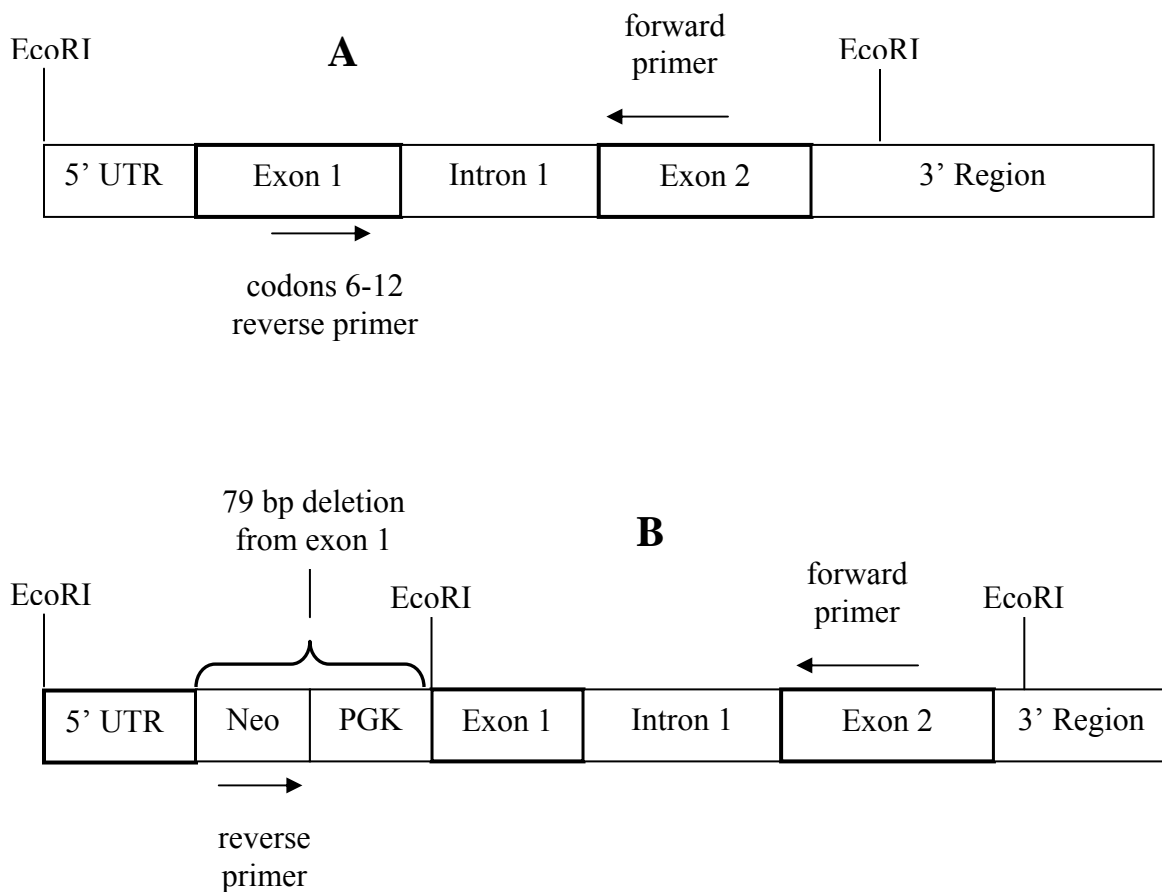 EcoRI
A
forward
primer
EcoRI
5’ UTR
Exon 1
Intron 1
Exon 2
3’ Region
codons 6-12
reverse primer
79 bp deletion
from exon 1
B
EcoRI
EcoRI
forward
primer
EcoRI
5’ UTR
Neo
PGK
Exon 1
Intron 1
Exon 2
3’ Region
reverse
primer